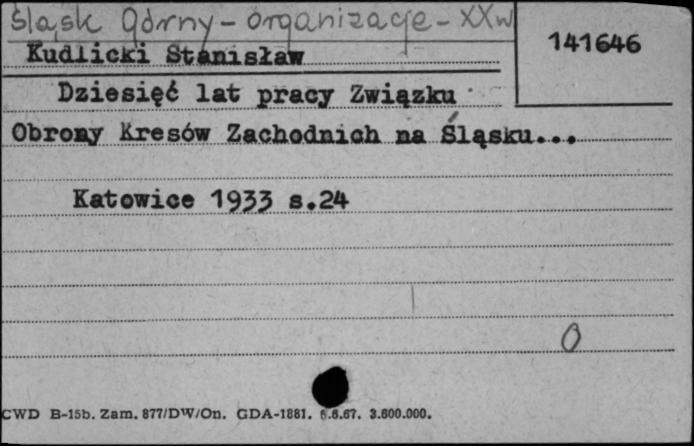 Śląsk Górny - organizacje - XXw
141646
Kudlicki Stanisław
Dziesięć lat pracy Związku
Obrony Kresów Zachodnich na Śląsku...
Katowice 1933 s.24
0
CWD B-15b. Zam. 877/DW/On. GDA-1881. 6.6.67. 3.600.000.